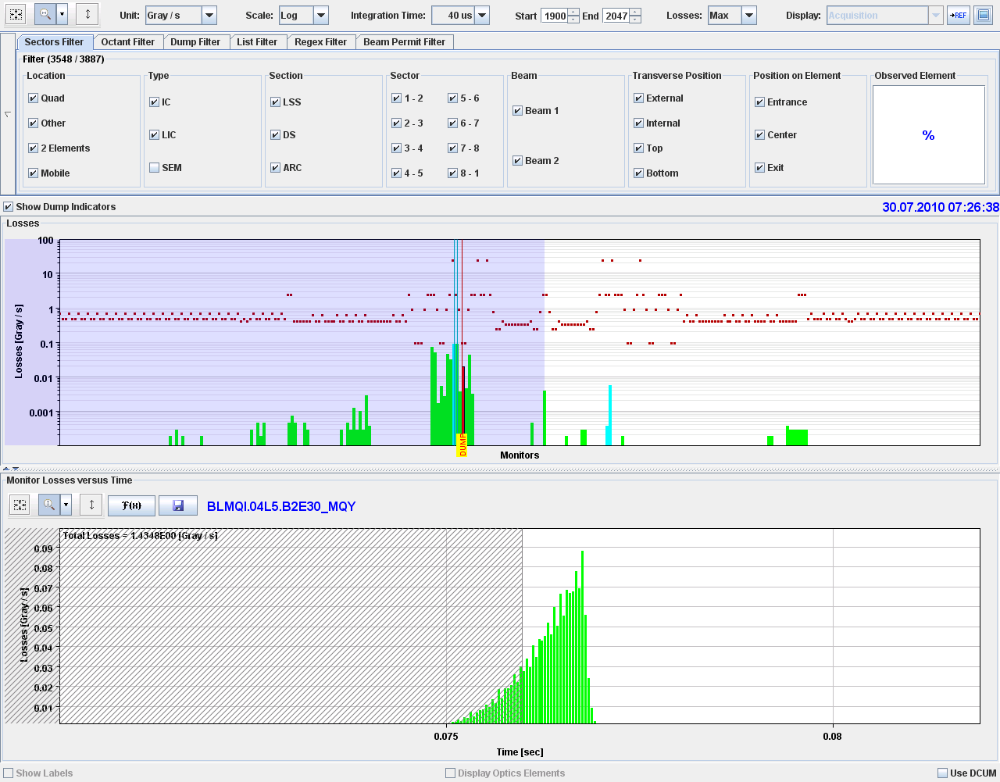 Unit: Gray / s Scale: Log Integration Time: 40 us Start 1900 End 2047 Losses: Max Display: Acquisition →REF
Sectors Filter Octant Filter Dump Filter List Filter Regex Filter Beam Permit Filter
Filter (3548 / 3887)
Location Type Section Sector Beam Transverse Position Position on Element Observed Element
Quad IC LSS 1 - 2 5 - 6 Beam 1 External Entrance
Other LIC DS 2 - 3 6 - 7 Internal Center %
2 Elements SEM ARC 3 - 4 7 - 8 Beam 2 Top Exit
Mobile 4 - 5 8 - 1 Bottom
Show Dump Indicators 30.07.2010 07:26:38
Losses
100
10
1
0.1
0.01
0.001
Losses [Gray / s]
DUMP
Monitors
Monitor Losses versus Time
F(x) BLMQI.04L5.B2E30_MQY
Total Losses = 1.4348E00 [Gray / s]
0.09
0.08
0.07
0.06
0.05
0.04
0.03
0.02
0.01
Losses [Gray / s]
0.075 0.08
Time [sec]
Show Labels Display Optics Elements Use DCUM